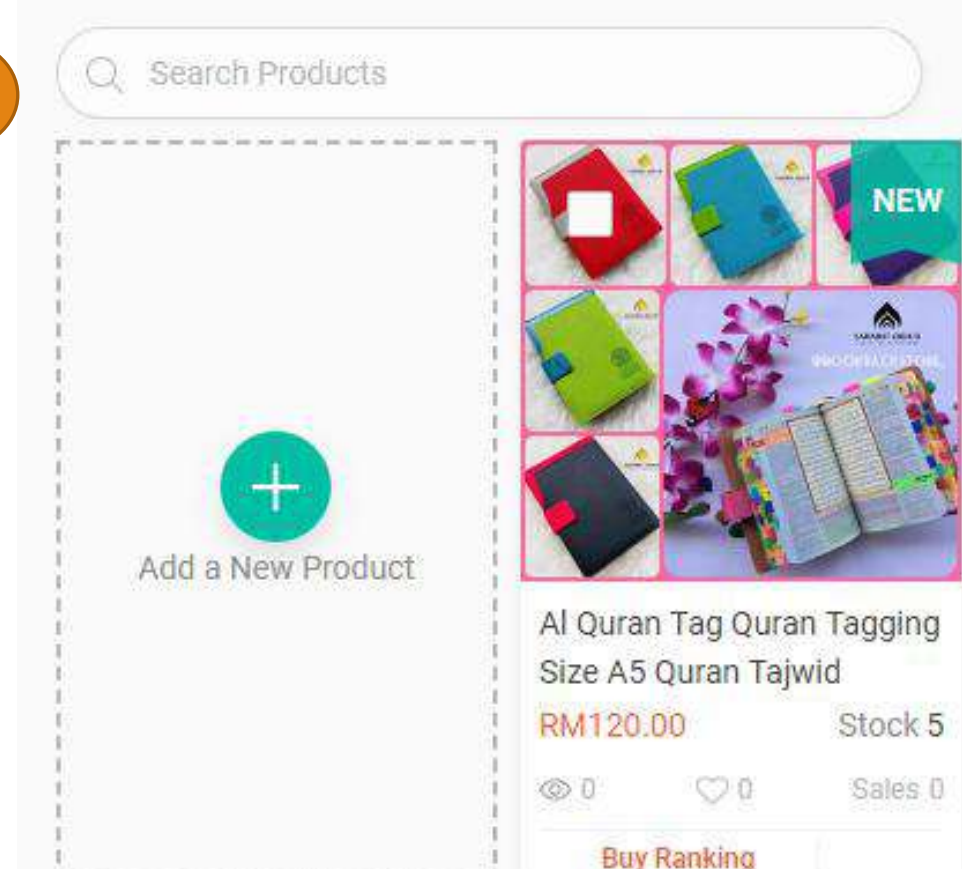 Search Products
NEW
Add a New Product
Al Quran Tag Quran Tagging
Size A5 Quran Tajwid
RM120.00
Stock 5
0
0
Sales 0
Buy Ranking